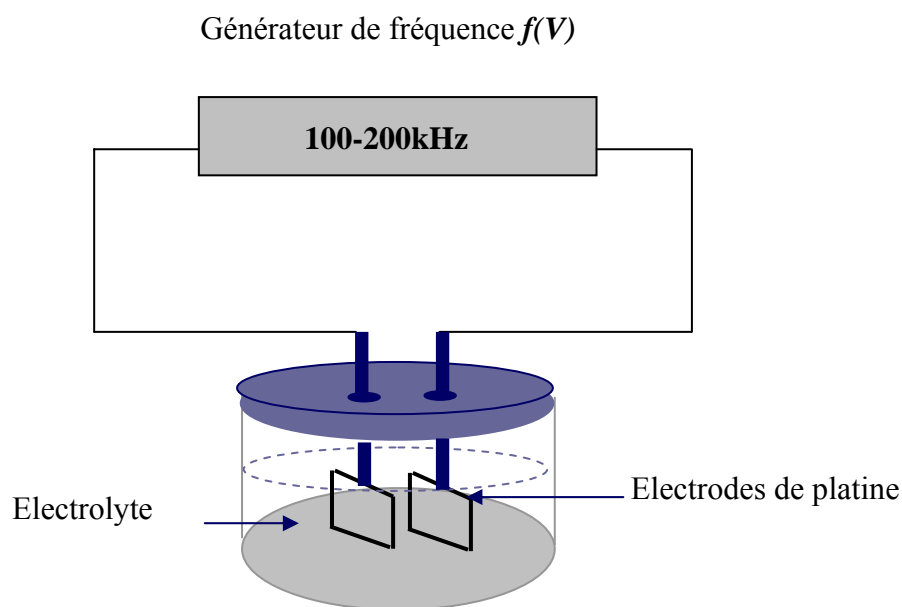 Générateur de fréquence f(V)
100-200kHz
Electrodes de platine
Electrolyte